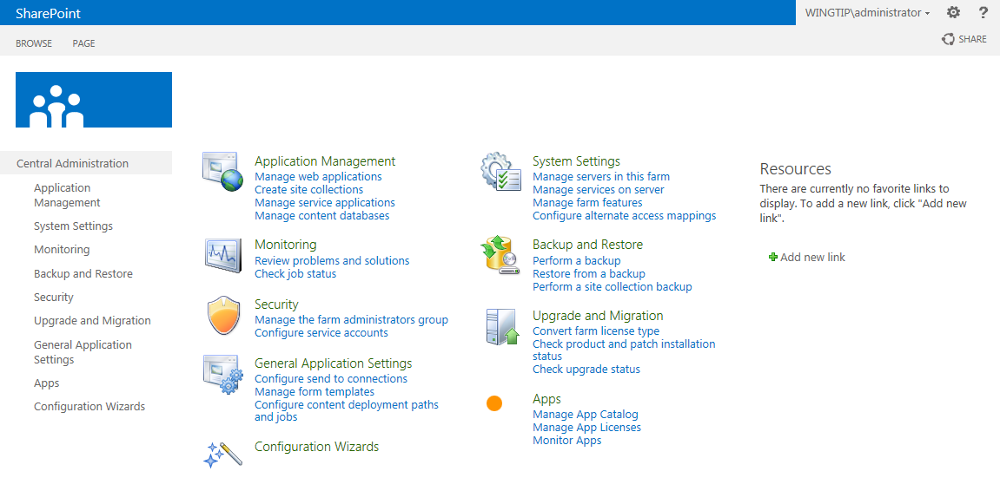 SharePoint
WINGTIP\administrator
?
BROWSE
PAGE
SHARE
Central Administration
Application
Management
System Settings
Monitoring
Backup and Restore
Security
Upgrade and Migration
General Application
Settings
Apps
Configuration Wizards
Application Management
Manage web applications
Create site collections
Manage service applications
Manage content databases
Monitoring
Review problems and solutions
Check job status
Security
Manage the farm administrators group
Configure service accounts
General Application Settings
Configure send to connections
Manage form templates
Configure content deployment paths
and jobs
Configuration Wizards
System Settings
Manage servers in this farm
Manage services on server
Manage farm features
Configure alternate access mappings
Backup and Restore
Perform a backup
Restore from a backup
Perform a site collection backup
Upgrade and Migration
Convert farm license type
Check product and patch installation
status
Check upgrade status
Apps
Manage App Catalog
Manage App Licenses
Monitor Apps
Resources
There are currently no favorite links to
display. To add a new link, click "Add new
link".
Add new link